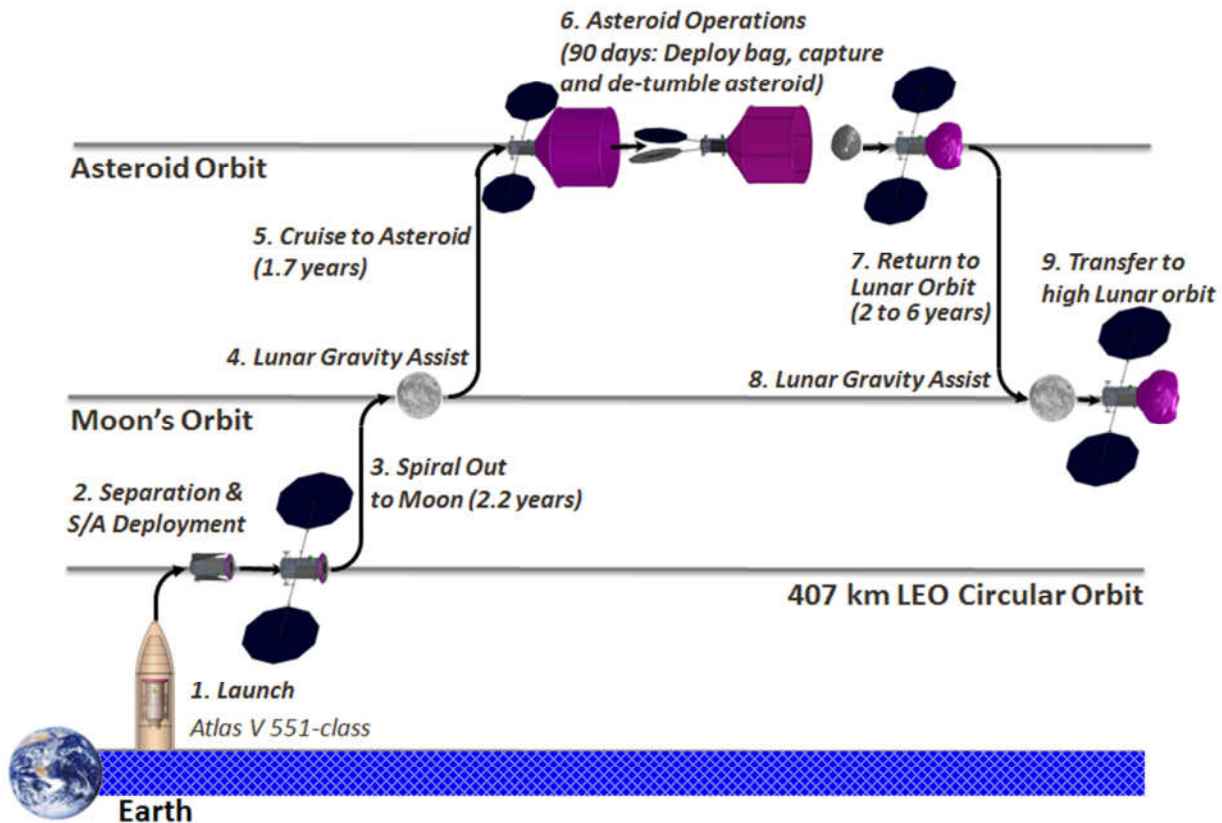 6. Asteroid Operations
(90 days: Deploy bag, capture
and de-tumble asteroid)
Asteroid Orbit
5. Cruise to Asteroid
(1.7 years)
7. Return to
Lunar Orbit
(2 to 6 years)
9. Transfer to
high Lunar orbit
4. Lunar Gravity Assist
8. Lunar Gravity Assist
Moon's Orbit
2. Separation &
S/A Deployment
3. Spiral Out
to Moon (2.2 years)
407 km LEO Circular Orbit
1. Launch
Atlas V 551-class
Earth